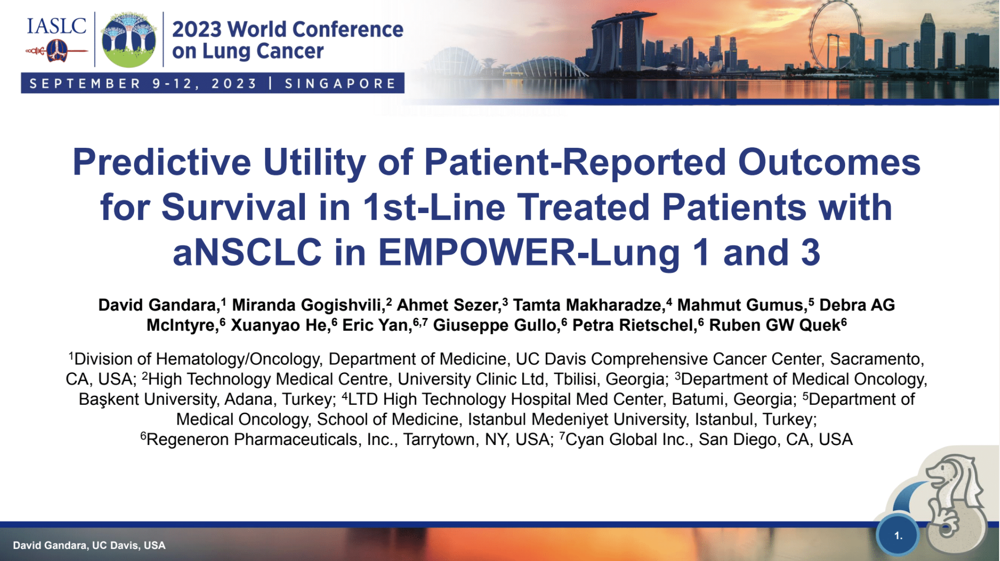 IASLC
2023 World Conference
on Lung Cancer
SEPTEMBER 9-12, 2023 | SINGAPORE
Predictive Utility of Patient-Reported Outcomes
for Survival in 1st-Line Treated Patients with
aNSCLC in EMPOWER-Lung 1 and 3
David Gandara,¹ Miranda Gogishvili,² Ahmet Sezer,³ Tamta Makharadze,⁴ Mahmut Gumus,⁵ Debra AG
McIntyre,⁶ Xuanyao He,⁶ Eric Yan,⁶,⁷ Giuseppe Gullo,⁶ Petra Rietschel,⁶ Ruben GW Quek⁶
¹Division of Hematology/Oncology, Department of Medicine, UC Davis Comprehensive Cancer Center, Sacramento,
CA, USA; ²High Technology Medical Centre, University Clinic Ltd, Tbilisi, Georgia; ³Department of Medical Oncology,
Başkent University, Adana, Turkey; ⁴LTD High Technology Hospital Med Center, Batumi, Georgia; ⁵Department of
Medical Oncology, School of Medicine, Istanbul Medeniyet University, Istanbul, Turkey;
⁶Regeneron Pharmaceuticals, Inc., Tarrytown, NY, USA; ⁷Cyan Global Inc., San Diego, CA, USA
David Gandara, UC Davis, USA
1.